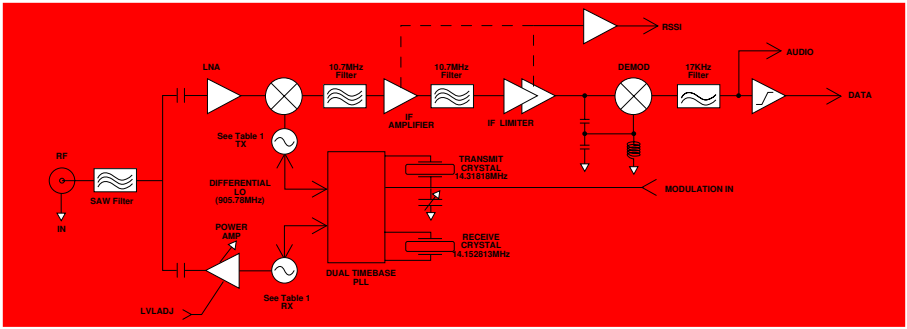 RSSI
LNA
10.7MHz
Filter
10.7MHz
Filter
DEMOD
17KHz
Filter
AUDIO
DATA
IF
AMPLIFIER
IF LIMITER
See Table 1
TX
RF
SAW Filter
IN
DIFFERENTIAL
LO
(905.76MHz)
TRANSMIT
CRYSTAL
14.31818MHz
MODULATION IN
POWER
AMP
RECEIVE
CRYSTAL
14.152813MHz
DUAL TIMEBASE
PLL
See Table 1
RX
LVLADJ